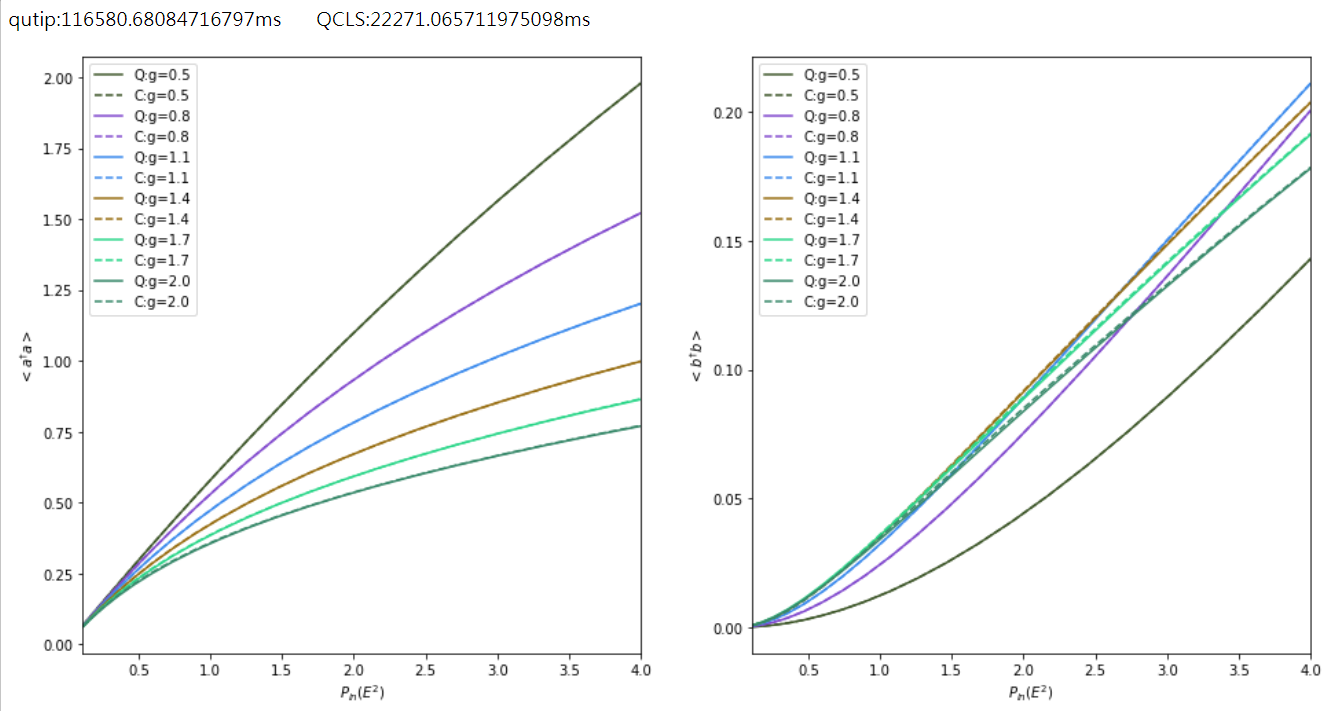 qutip:116580.68084716797ms QCLS:22271.065711975098ms
Q:g=0.5
C:g=0.5
Q:g=0.8
C:g=0.8
Q:g=1.1
C:g=1.1
Q:g=1.4
C:g=1.4
Q:g=1.7
C:g=1.7
Q:g=2.0
C:g=2.0
2.00
1.75
1.50
1.25
1.00
0.75
0.50
0.25
0.00
< a†a >
0.5 1.0 1.5 2.0 2.5 3.0 3.5 4.0
Pin(E²)
Q:g=0.5
C:g=0.5
Q:g=0.8
C:g=0.8
Q:g=1.1
C:g=1.1
Q:g=1.4
C:g=1.4
Q:g=1.7
C:g=1.7
Q:g=2.0
C:g=2.0
0.20
0.15
0.10
0.05
0.00
< b†b >
0.5 1.0 1.5 2.0 2.5 3.0 3.5 4.0
Pin(E²)